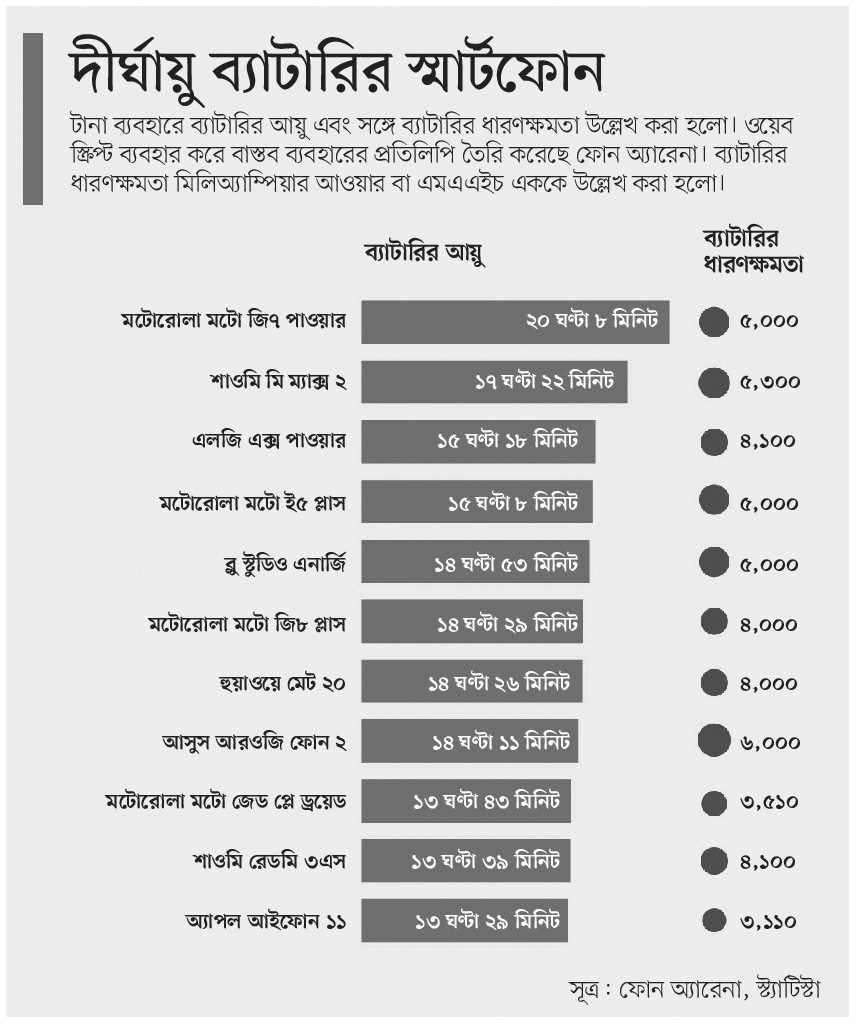 দীর্ঘায়ু ব্যাটারির স্মার্টফোন
টানা ব্যবহারে ব্যাটারির আয়ু এবং সঙ্গে ব্যাটারির ধারণক্ষমতা উল্লেখ করা হলো। ওয়েব
স্ক্রিপ্ট ব্যবহার করে বাস্তব ব্যবহারের প্রতিলিপি তৈরি করেছে ফোন অ্যারেনা। ব্যাটারির
ধারণক্ষমতা মিলিঅ্যাম্পিয়ার আওয়ার বা এমএএইচ এককে উল্লেখ করা হলো।
ব্যাটারির আয়ু ব্যাটারির
ধারণক্ষমতা
মটোরোলা মটো জি৭ পাওয়ার ২০ ঘণ্টা ৮ মিনিট ৫,০০০
শাওমি মি ম্যাক্স ২ ১৭ ঘণ্টা ২২ মিনিট ৫,৩০০
এলজি এক্স পাওয়ার ১৫ ঘণ্টা ১৮ মিনিট ৪,১০০
মটোরোলা মটো ই৫ প্লাস ১৫ ঘণ্টা ৮ মিনিট ৫,০০০
ব্লু স্টুডিও এনার্জি ১৪ ঘণ্টা ৫৩ মিনিট ৫,০০০
মটোরোলা মটো জি৮ প্লাস ১৪ ঘণ্টা ২৯ মিনিট ৪,০০০
হুয়াওয়ে মেট ২০ ১৪ ঘণ্টা ২৬ মিনিট ৪,০০০
আসুস আরওজি ফোন ২ ১৪ ঘণ্টা ১১ মিনিট ৬,০০০
মটোরোলা মটো জেড প্লে ড্রয়েড ১৩ ঘণ্টা ৪৩ মিনিট ৩,৫১০
শাওমি রেডমি ৩এস ১৩ ঘণ্টা ৩৯ মিনিট ৪,১০০
অ্যাপল আইফোন ১১ ১৩ ঘণ্টা ২৯ মিনিট ৩,১১০
সূত্র : ফোন অ্যারেনা, স্ট্যাটিস্টা